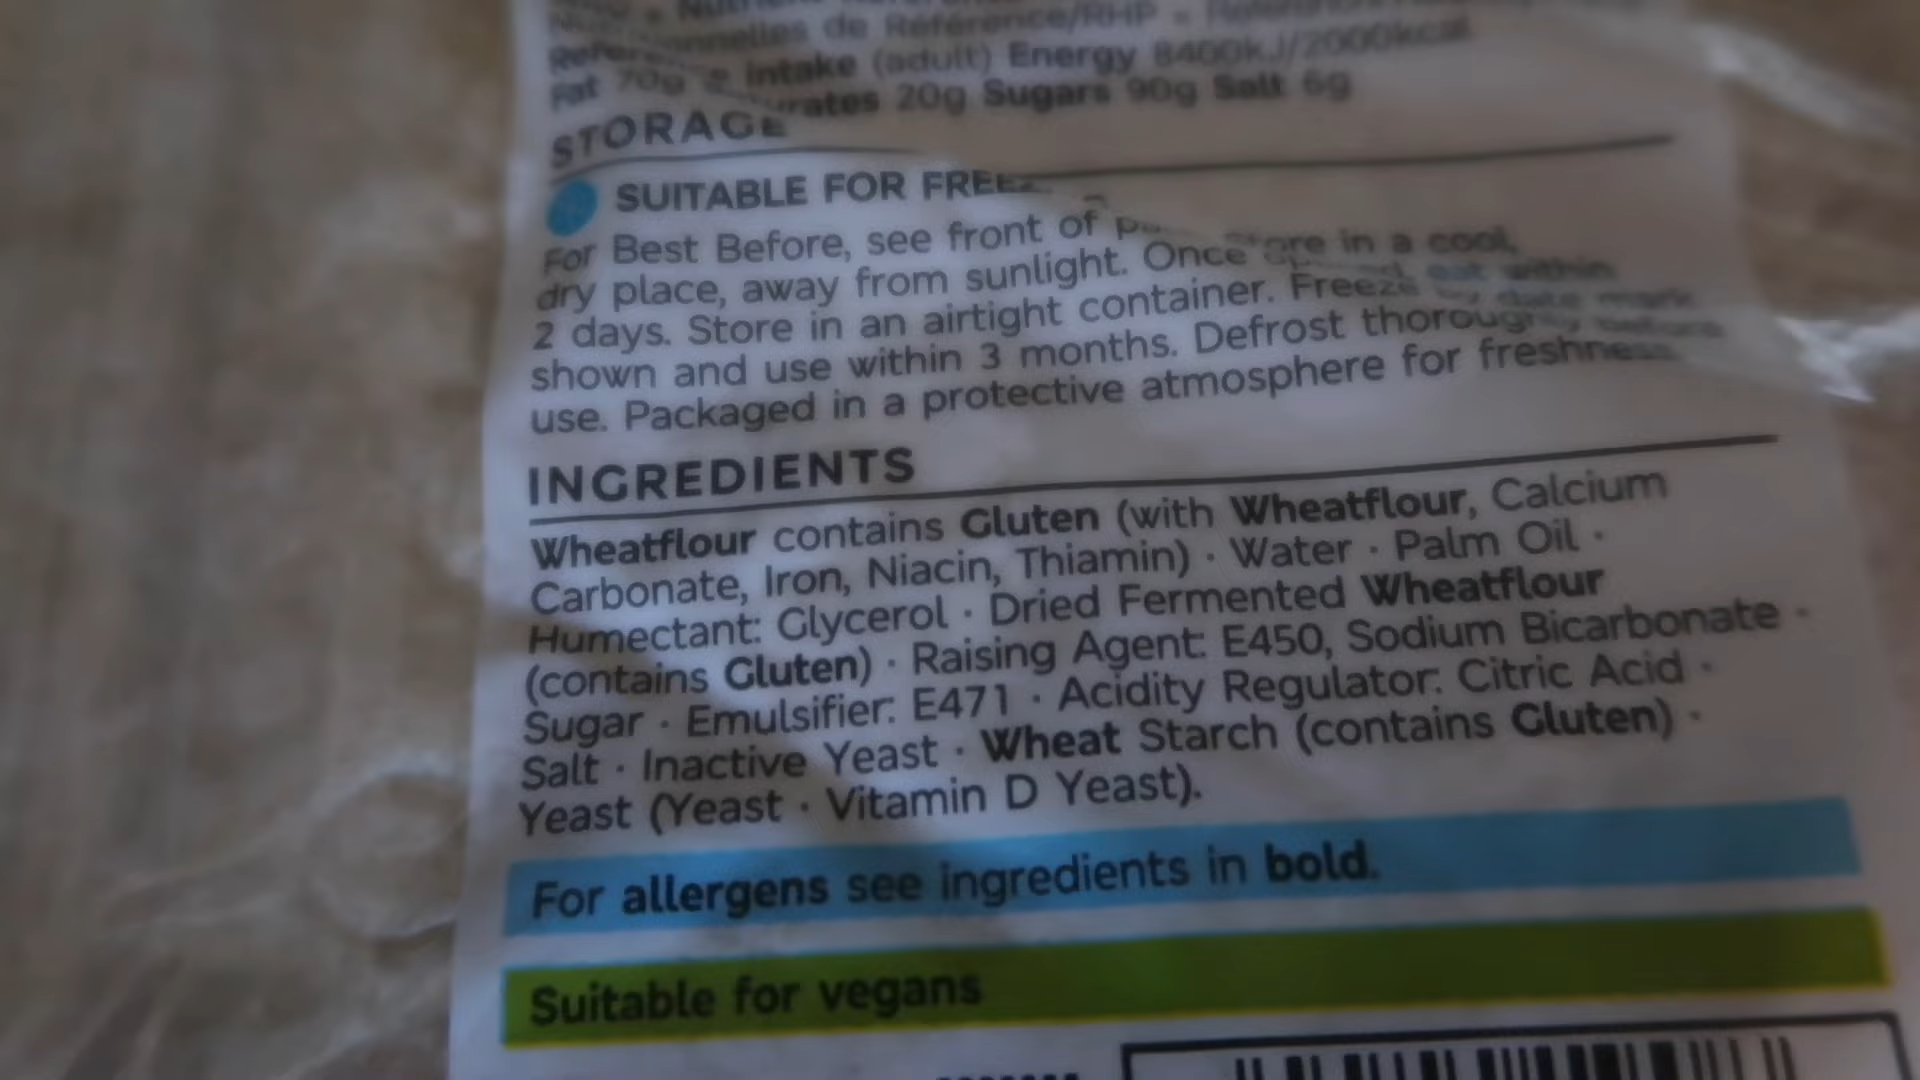 de Référence/RHP -
Intake (adult) Energy 8400kJ/2000kcal
Fat 70g 20g Sugars 90g Salt 6g
STORAGE
SUITABLE FOR
For Best Before, see front of in a cool,
dry place, away from sunlight. Once eat within
2 days. Store in an airtight container. Freeze by date mark
shown and use within 3 months. Defrost thoroughly before
use. Packaged in a protective atmosphere for freshness
INGREDIENTS
Wheatflour contains Gluten (with Wheatflour, Calcium
Carbonate, Iron, Niacin, Thiamin) · Water · Palm Oil ·
Humectant: Glycerol · Dried Fermented Wheatflour
(contains Gluten) · Raising Agent: E450, Sodium Bicarbonate ·
Sugar · Emulsifier: E471 · Acidity Regulator: Citric Acid ·
Salt · Inactive Yeast · Wheat Starch (contains Gluten) ·
Yeast (Yeast · Vitamin D Yeast).
For allergens see ingredients in bold.
Suitable for vegans